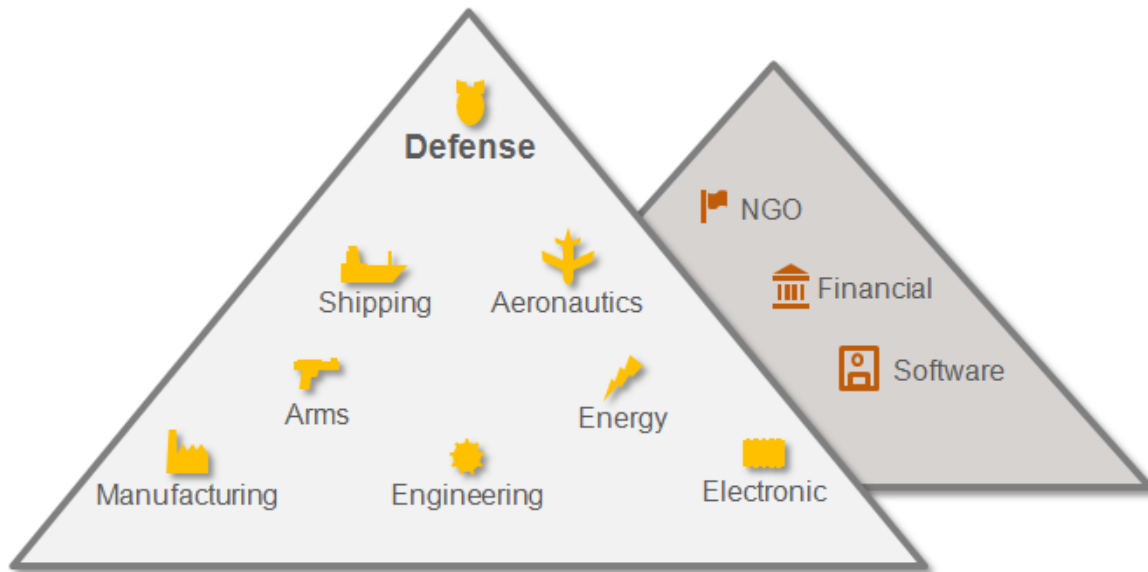 Defense
NGO
Shipping
Aeronautics
Financial
Software
Arms
Energy
Manufacturing
Engineering
Electronic